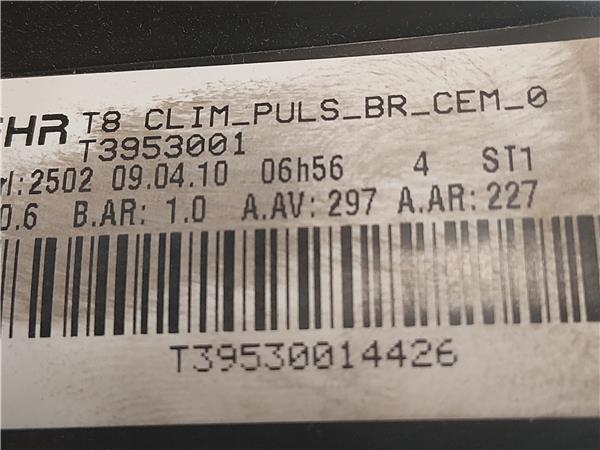 EHR T8 CLIM_PULS_BR_CEM_0
T3953001
rl:2502 09.04.10 06h56 4 ST1
0.6 B.AR: 1.0 A.AV: 297 A.AR: 227
T39530014426